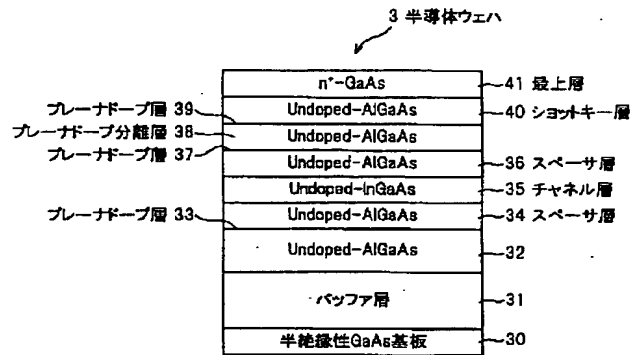 3 半導体ウェハ
n⁺-GaAs 41 最上層
プレーナドープ層 39 Undoped-AlGaAs 40 ショットキー層
プレーナドープ分離層 38 Undoped-AlGaAs
プレーナドープ層 37
Undoped-AlGaAs 36 スペーサ層
Undoped-InGaAs 35 チャネル層
プレーナドープ層 33 Undoped-AlGaAs 34 スペーサ層
Undoped-AlGaAs 32
バッファ層 31
半絶縁性GaAs基板 30